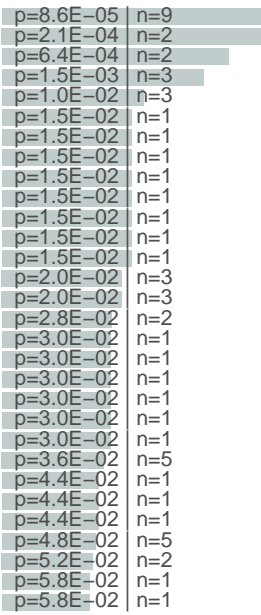 p=8.6E−05 | n=9
p=2.1E−04 | n=2
p=6.4E−04 | n=2
p=1.5E−03 | n=3
p=1.0E−02 | n=3
p=1.5E−02 | n=1
p=1.5E−02 | n=1
p=1.5E−02 | n=1
p=1.5E−02 | n=1
p=1.5E−02 | n=1
p=1.5E−02 | n=1
p=1.5E−02 | n=1
p=1.5E−02 | n=1
p=2.0E−02 | n=3
p=2.0E−02 | n=3
p=2.8E−02 | n=2
p=3.0E−02 | n=1
p=3.0E−02 | n=1
p=3.0E−02 | n=1
p=3.0E−02 | n=1
p=3.0E−02 | n=1
p=3.0E−02 | n=1
p=3.6E−02 | n=5
p=4.4E−02 | n=1
p=4.4E−02 | n=1
p=4.4E−02 | n=1
p=4.8E−02 | n=5
p=5.2E−02 | n=2
p=5.8E−02 | n=1
p=5.8E−02 | n=1